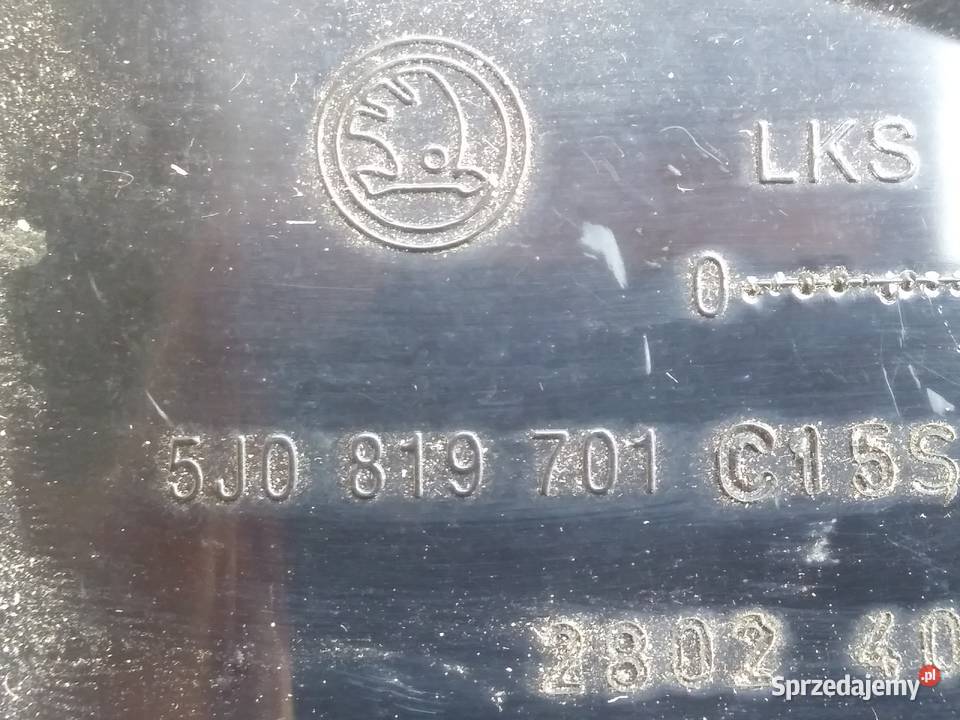 LKS
0
5J0 819 701 C15S
2802 40
Sprzedajemy.pl